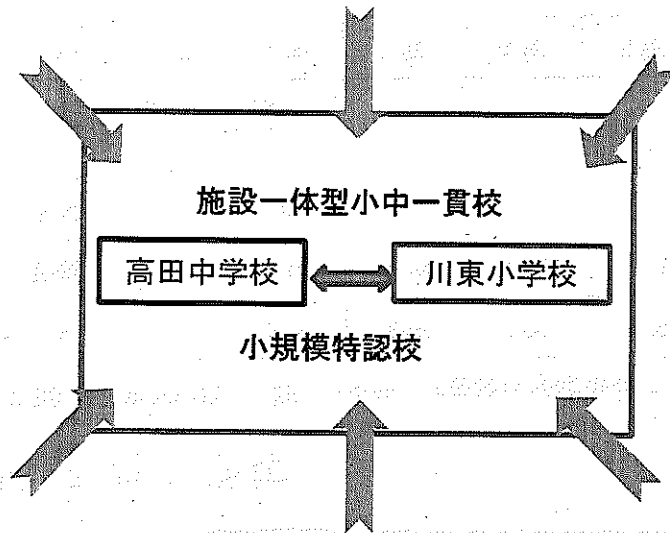 施設一体型小中一貫校
高田中学校
川東小学校
小規模特認校